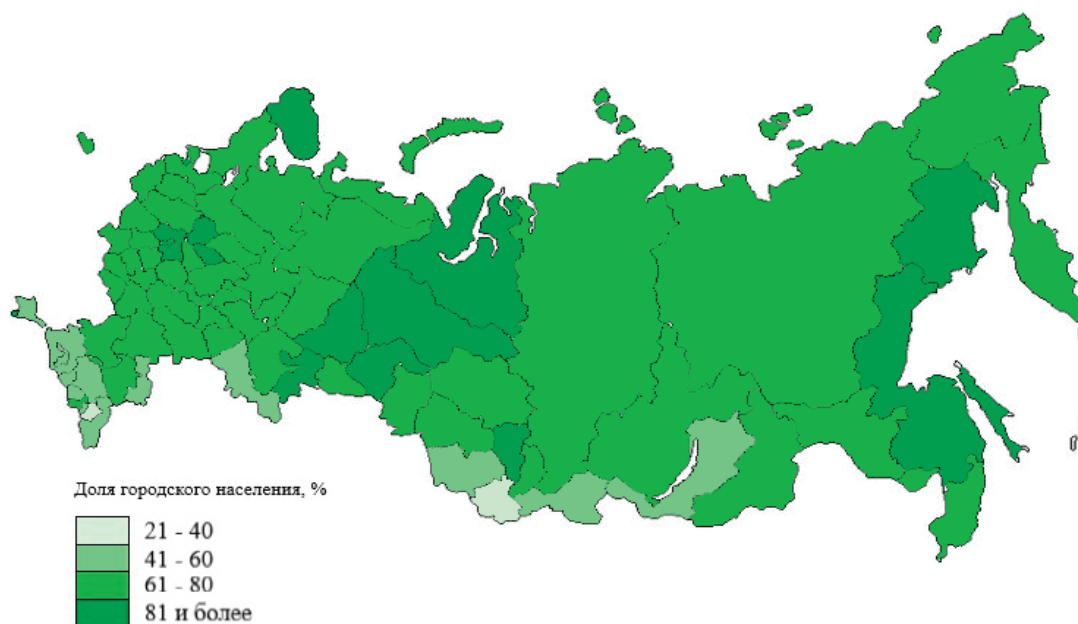 Доля городского населения, %
21 - 40
41 - 60
61 - 80
81 и более